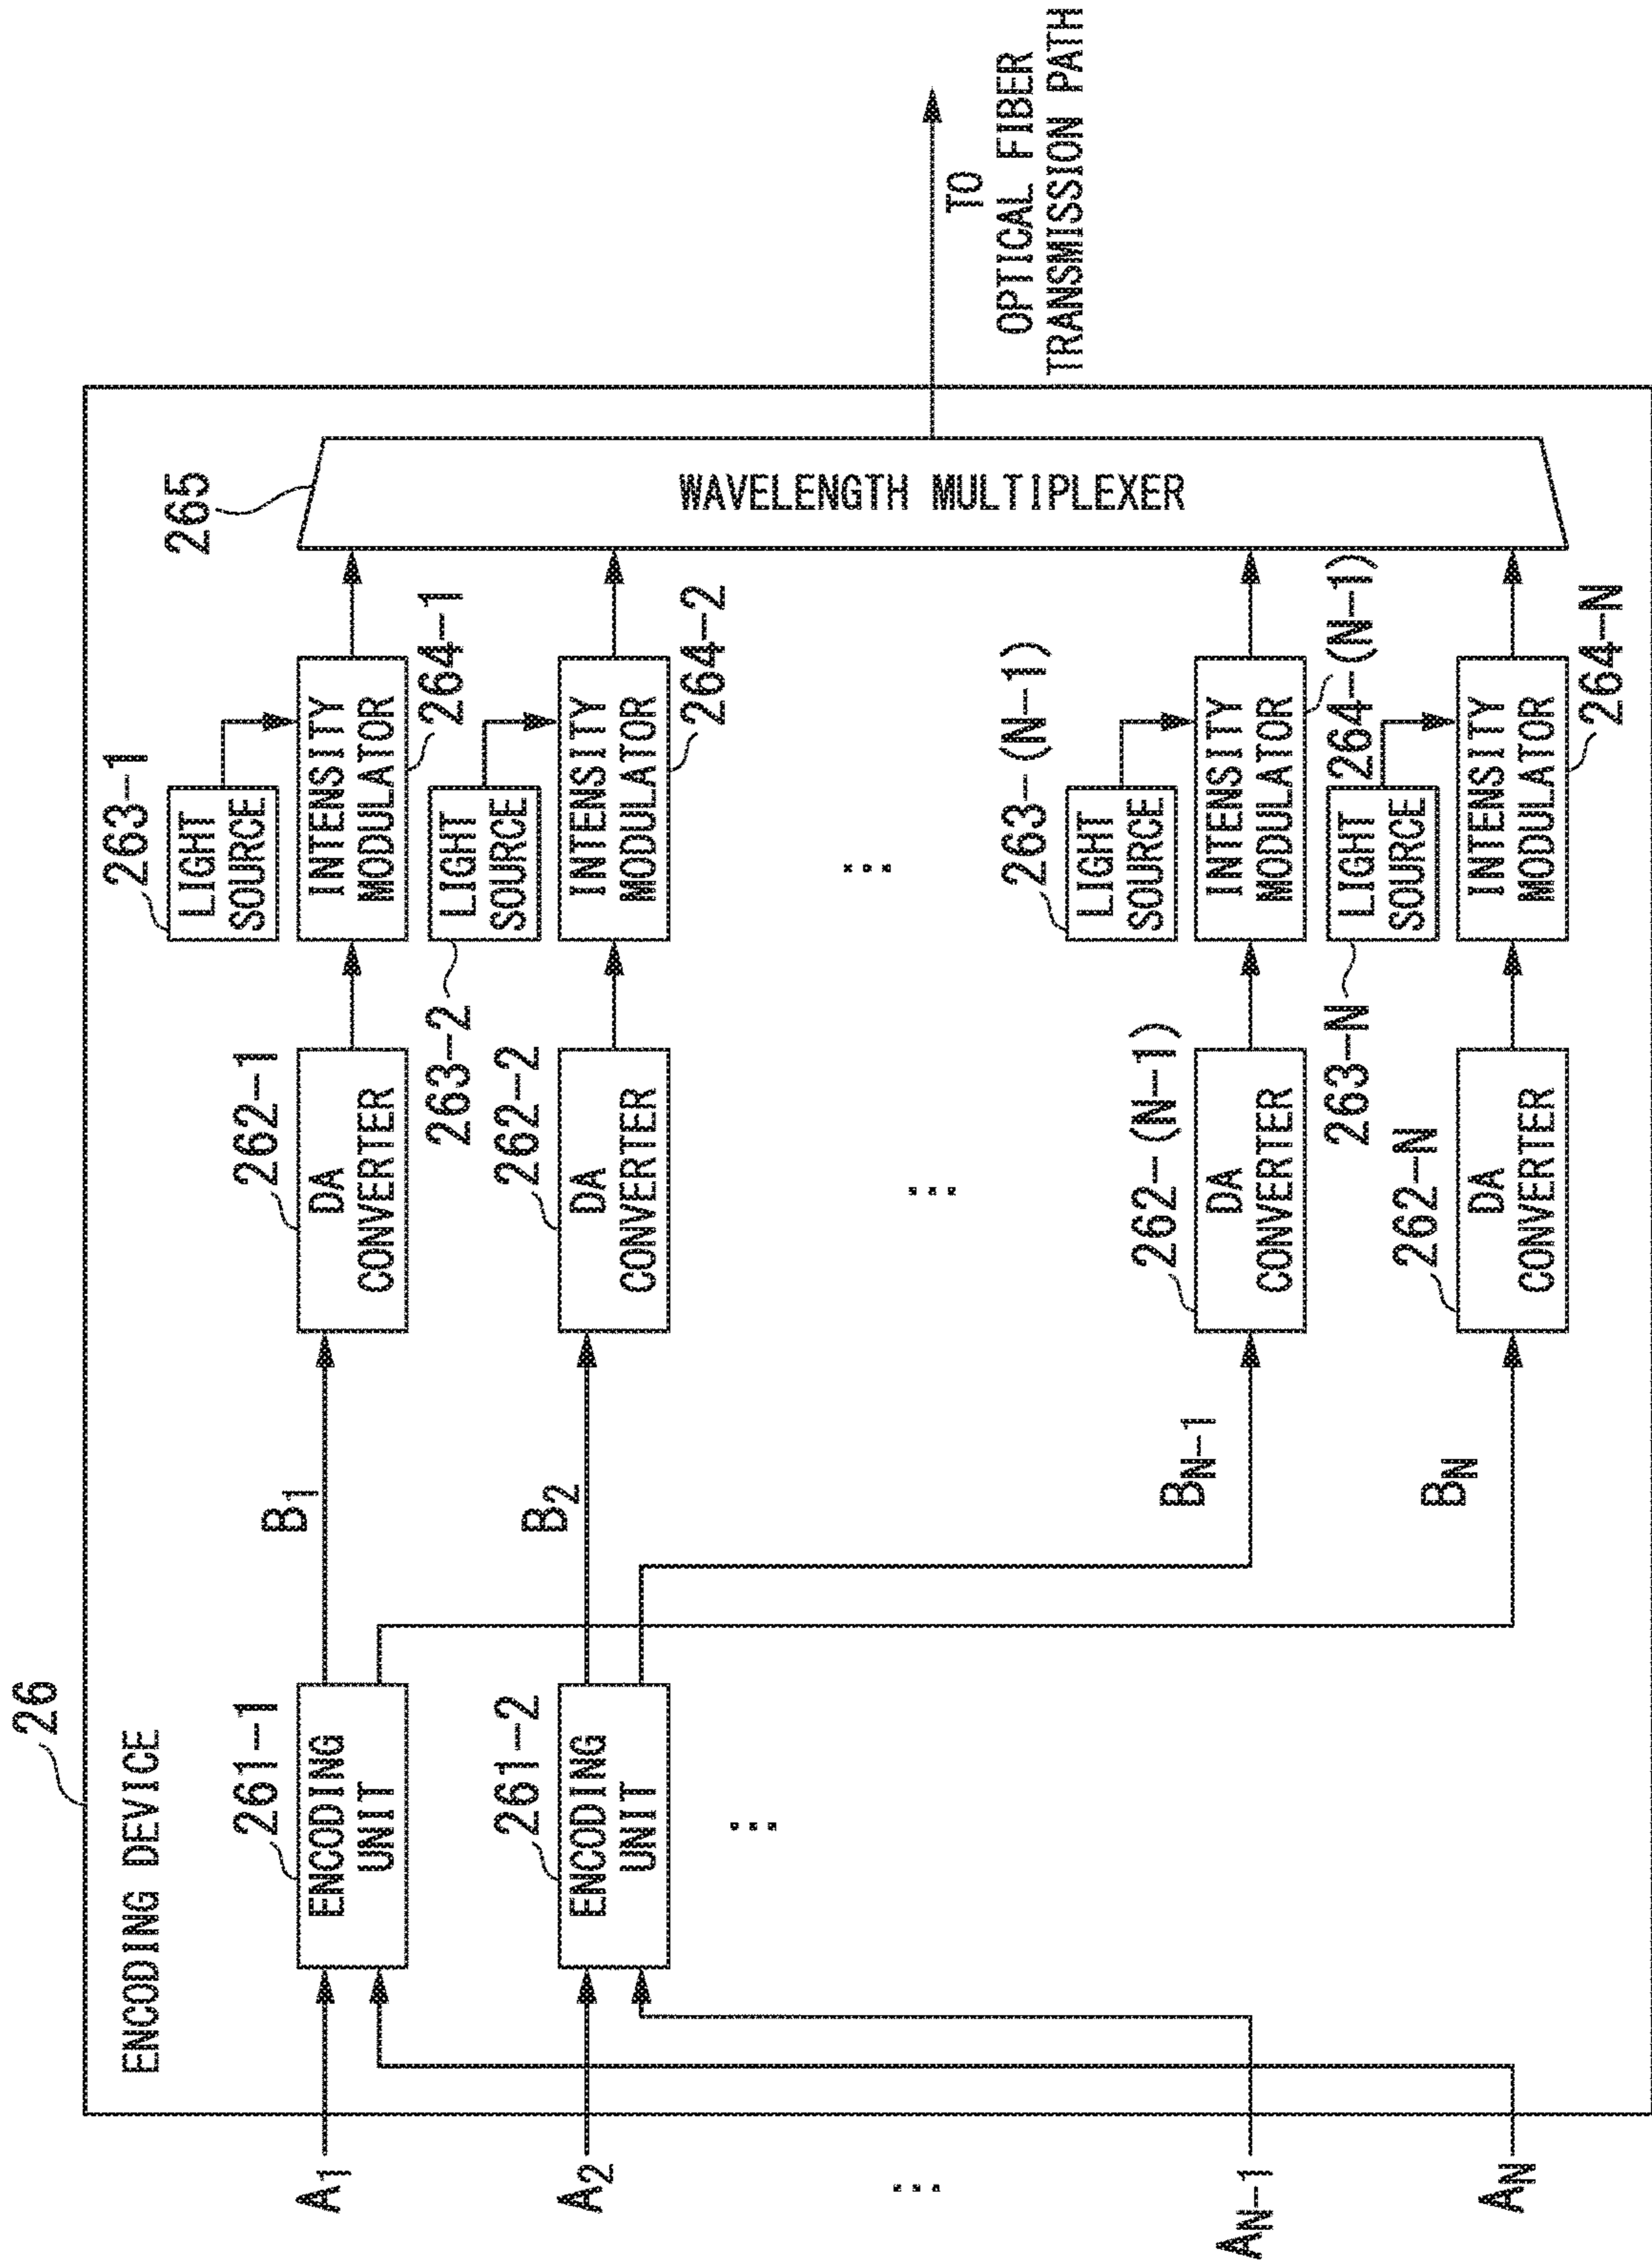 26
ENCODING DEVICE
A1
A2
...
AN-1
AN
261-1
ENCODING
UNIT
261-2
ENCODING
UNIT
...
B1
B2
BN-1
BN
262-1
DA
CONVERTER
262-2
DA
CONVERTER
...
262-(N-1)
DA
CONVERTER
262-N
DA
CONVERTER
263-1
LIGHT
SOURCE
INTENSITY
MODULATOR
264-1
263-2
LIGHT
SOURCE
INTENSITY
MODULATOR
264-2
...
263-(N-1)
LIGHT
SOURCE
INTENSITY
MODULATOR
264-(N-1)
263-N
LIGHT
SOURCE
INTENSITY
MODULATOR
264-N
265
WAVELENGTH MULTIPLEXER
TO
OPTICAL FIBER
TRANSMISSION PATH